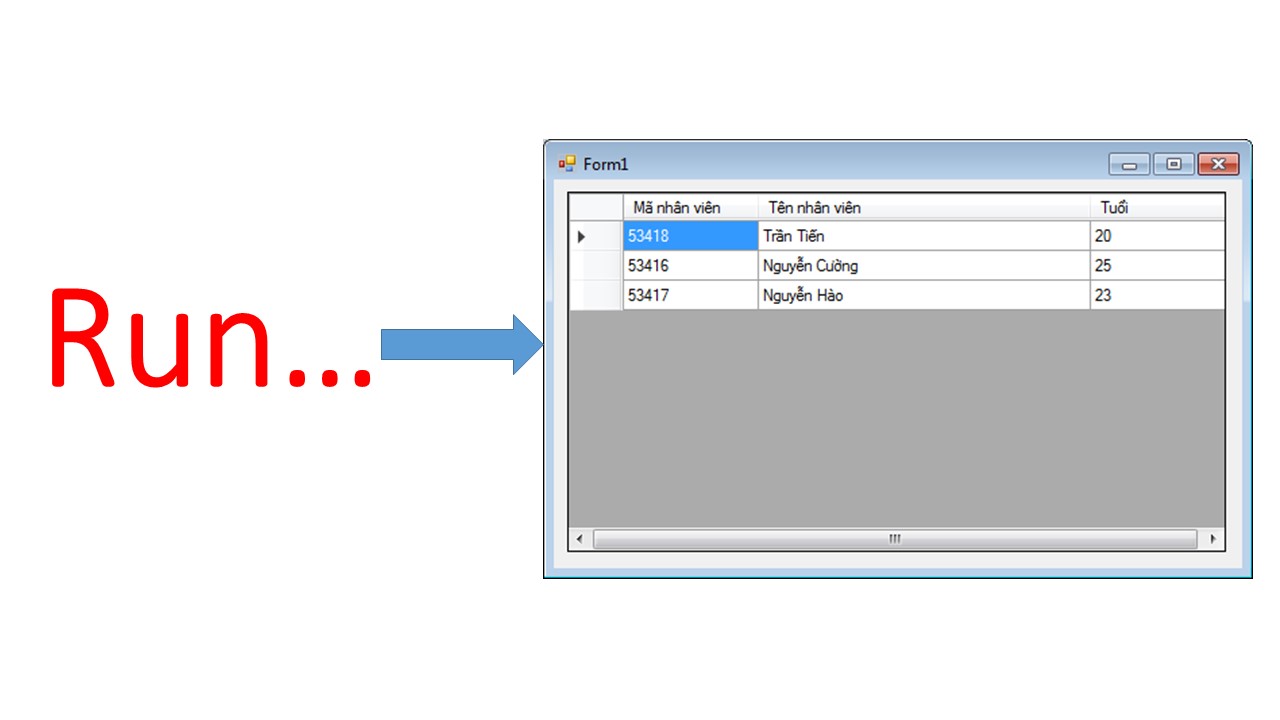 Run...
Form1
Mã nhân viên Tên nhân viên Tuổi
53418 Trần Tiến 20
53416 Nguyễn Cường 25
53417 Nguyễn Hào 23